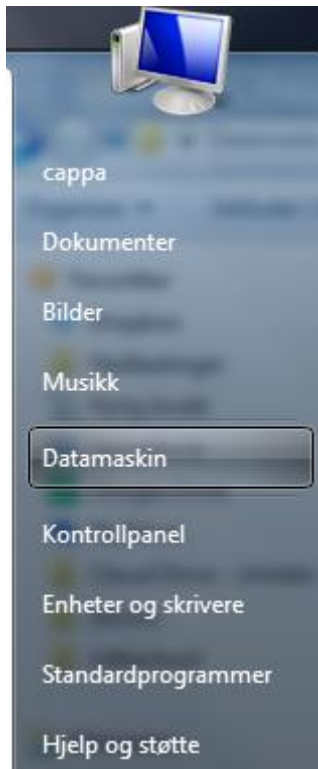 cappa
Dokumenter
Bilder
Musikk
Datamaskin
Kontrollpanel
Enheter og skrivere
Standardprogrammer
Hjelp og støtte